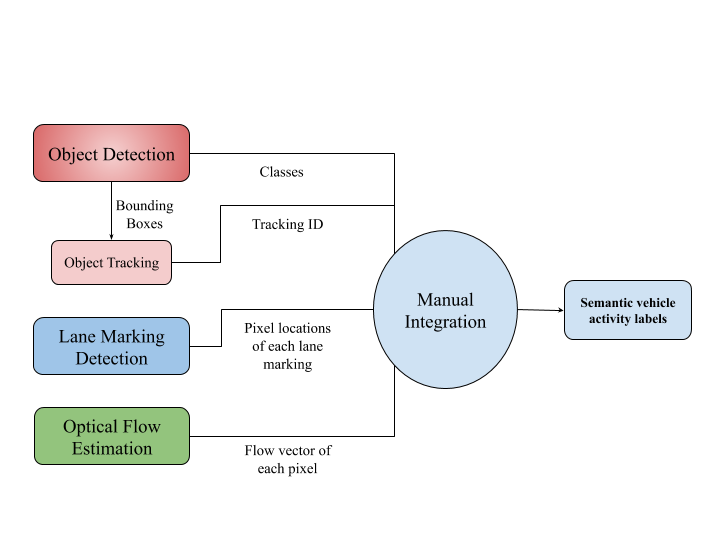 Object Detection
Classes
Bounding
Boxes
Tracking ID
Object Tracking
Manual
Integration
Semantic vehicle
activity labels
Lane Marking
Detection
Pixel locations
of each lane
marking
Optical Flow
Estimation
Flow vector of
each pixel